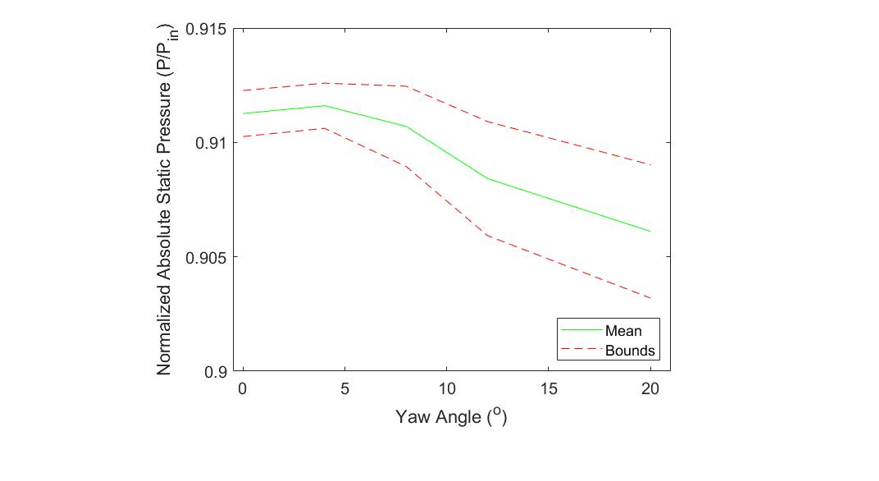 Normalized Absolute Static Pressure (P/Pin)
0.915
0.91
0.905
0.9
0 5 10 15 20
Yaw Angle (o)
Mean
Bounds